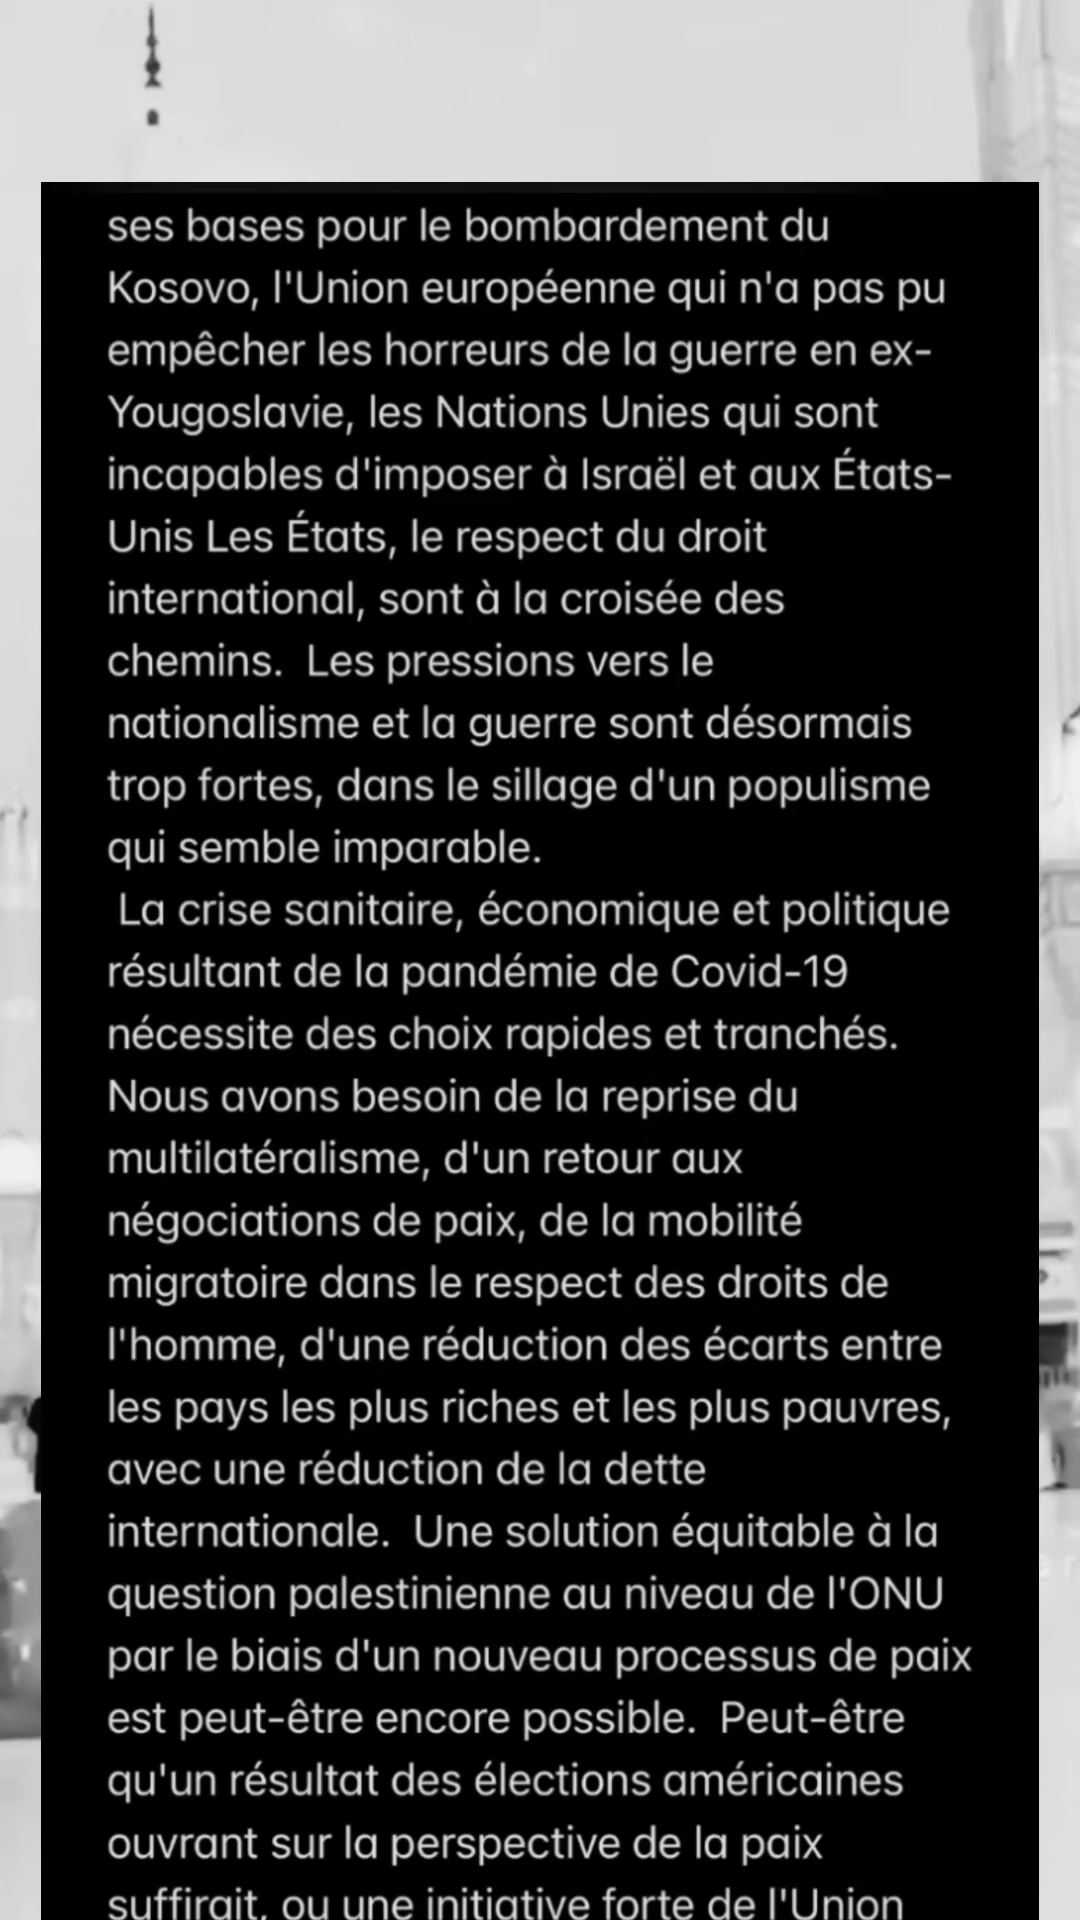 ses bases pour le bombardement du
Kosovo, l'Union européenne qui n'a pas pu
empêcher les horreurs de la guerre en ex-
Yougoslavie, les Nations Unies qui sont
incapables d'imposer à Israël et aux États-
Unis Les États, le respect du droit
international, sont à la croisée des
chemins.  Les pressions vers le
nationalisme et la guerre sont désormais
trop fortes, dans le sillage d'un populisme
qui semble imparable.
La crise sanitaire, économique et politique
résultant de la pandémie de Covid-19
nécessite des choix rapides et tranchés.
Nous avons besoin de la reprise du
multilatéralisme, d'un retour aux
négociations de paix, de la mobilité
migratoire dans le respect des droits de
l'homme, d'une réduction des écarts entre
les pays les plus riches et les plus pauvres,
avec une réduction de la dette
internationale.  Une solution équitable à la
question palestinienne au niveau de l'ONU
par le biais d'un nouveau processus de paix
est peut-être encore possible.  Peut-être
qu'un résultat des élections américaines
ouvrant sur la perspective de la paix
suffirait, ou une initiative forte de l'Union